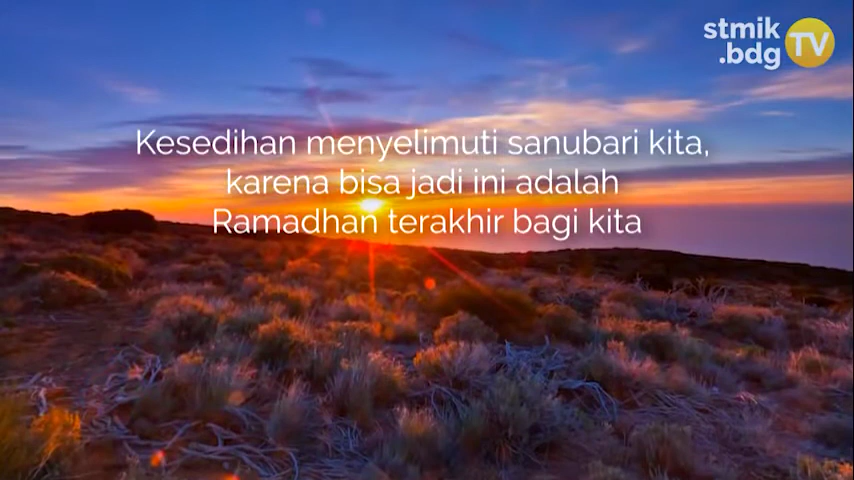 stmik
.bdg TV
Kesedihan menyelimuti sanubari kita,
karena bisa jadi ini adalah
Ramadhan terakhir bagi kita